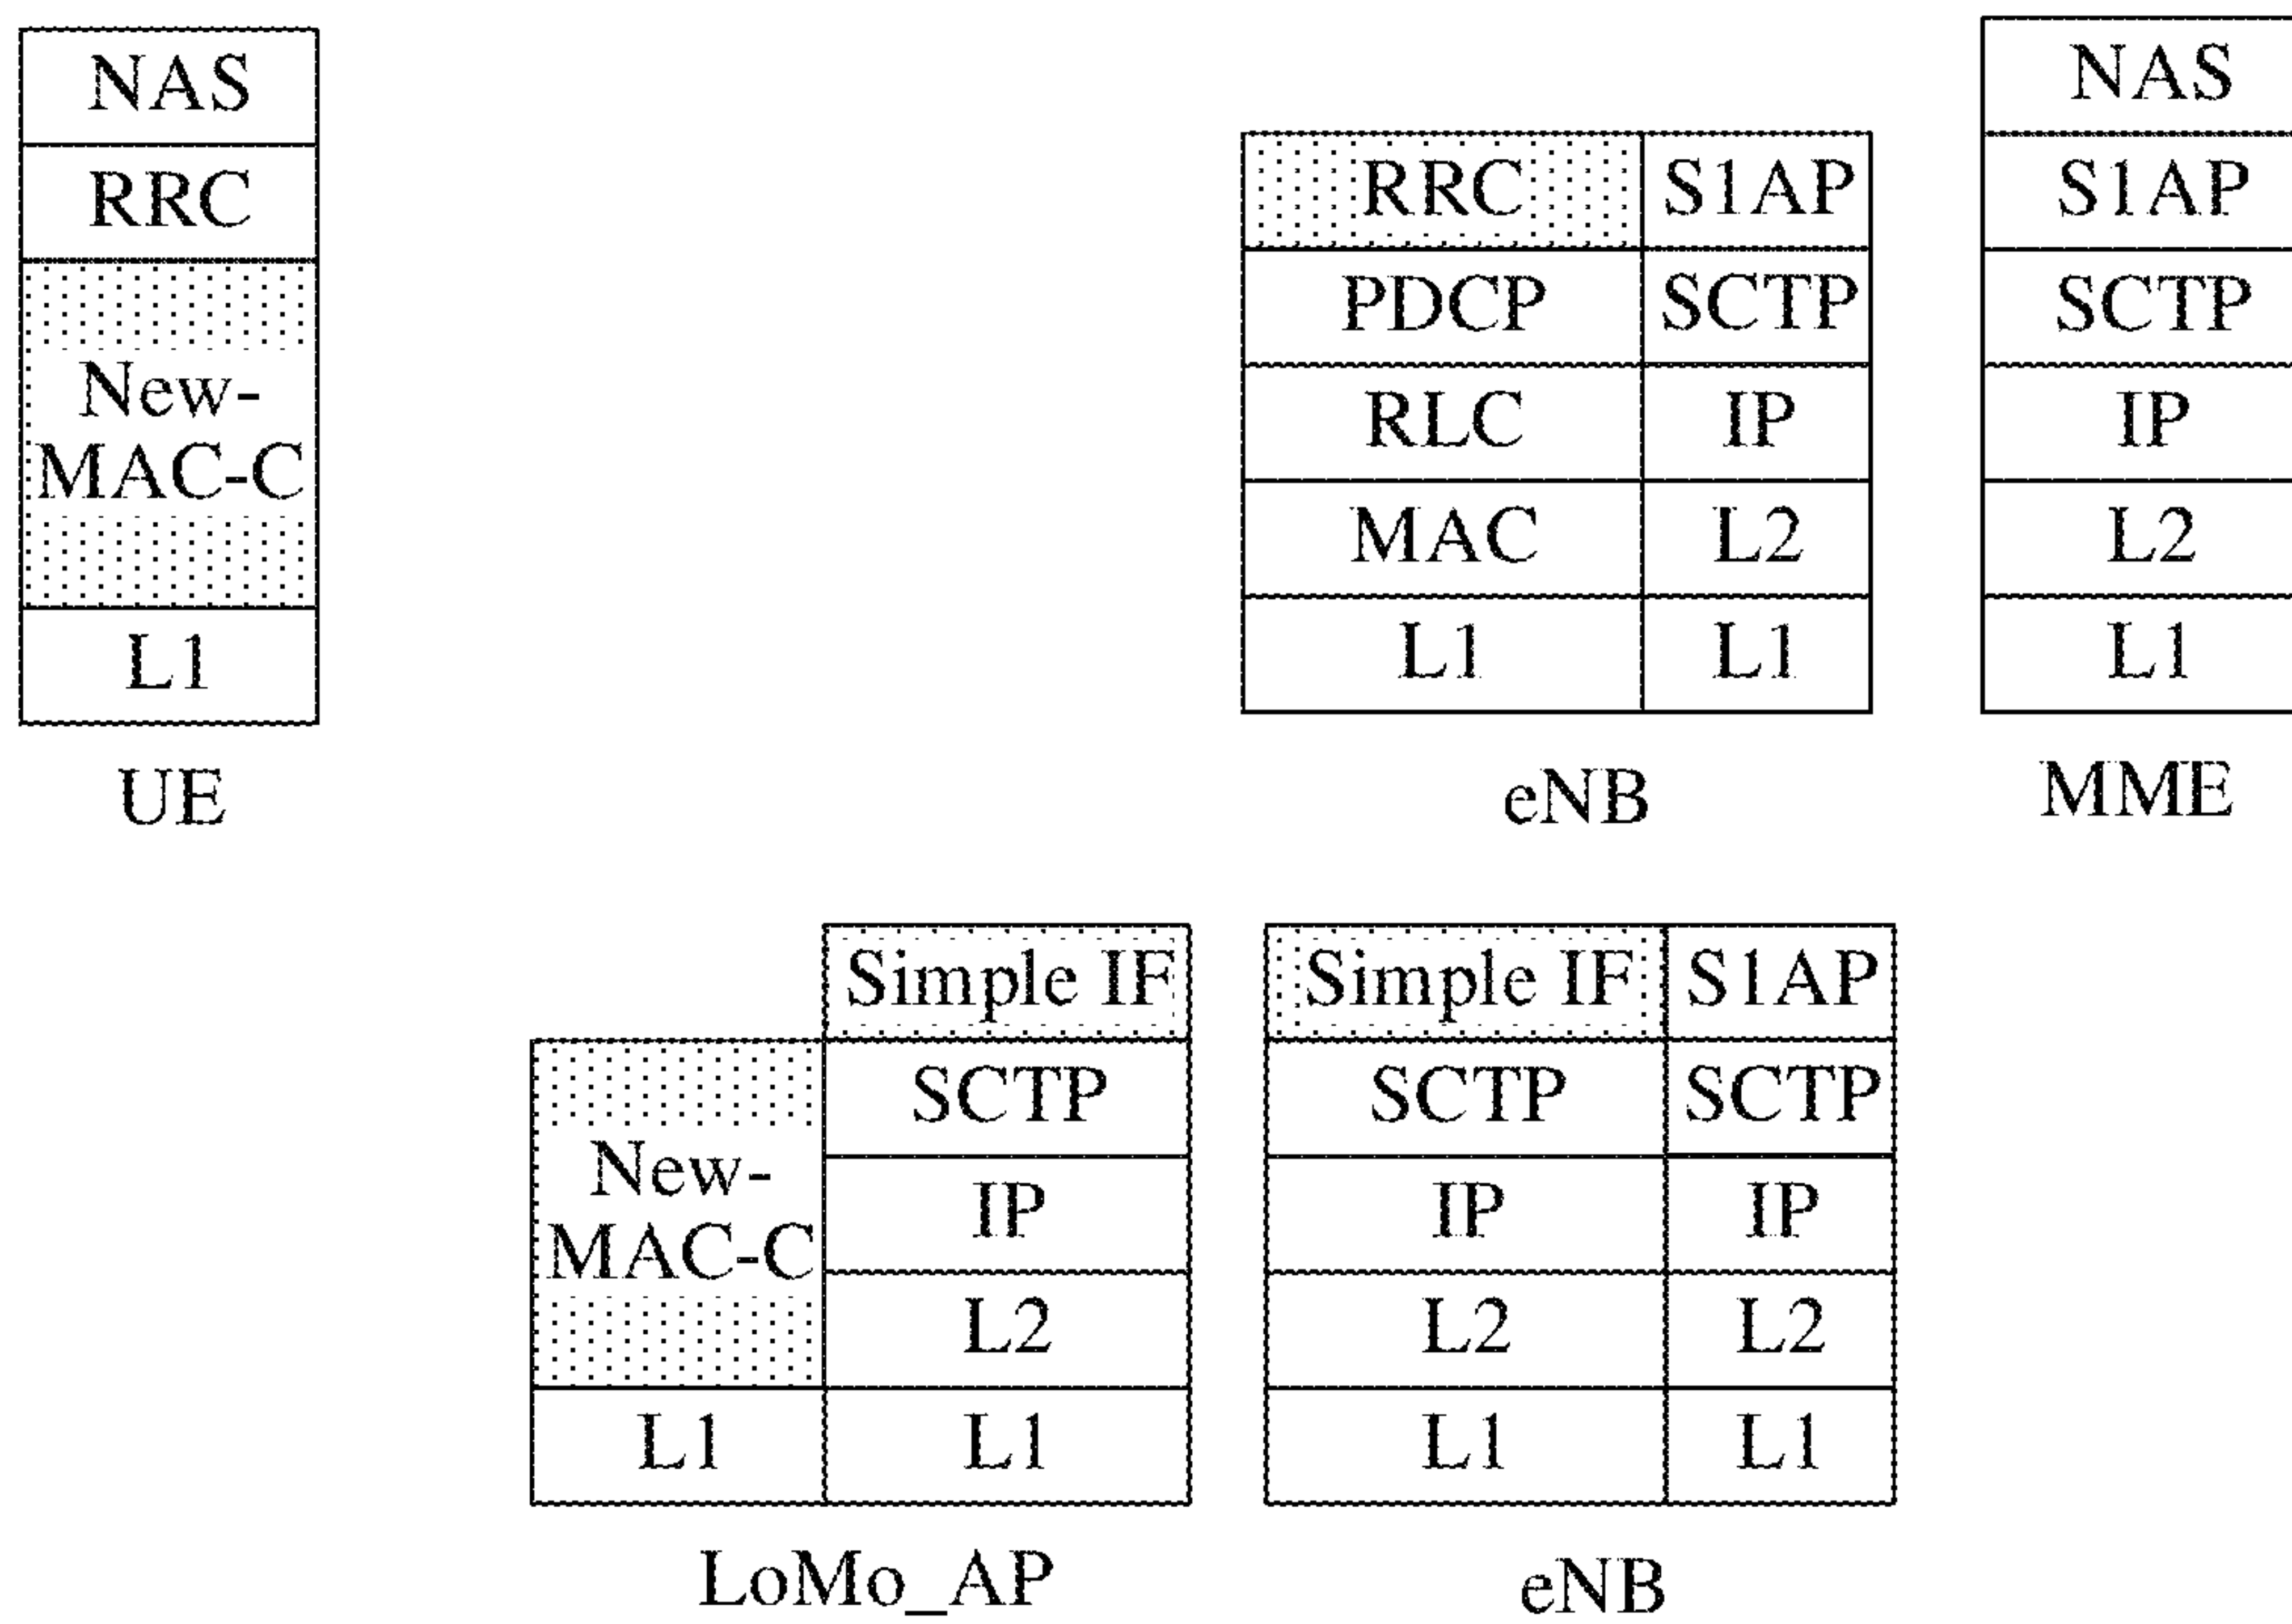 NAS
RRC
New-
MAC-C
L1
UE
RRC
S1AP
PDCP
SCTP
RLC
IP
MAC
L2
L1
L1
eNB
NAS
S1AP
SCTP
IP
L2
L1
MME
New-
MAC-C
L1
Simple IF
SCTP
IP
L2
L1
LoMo_AP
Simple IF
S1AP
SCTP
SCTP
IP
IP
L2
L2
L1
L1
eNB